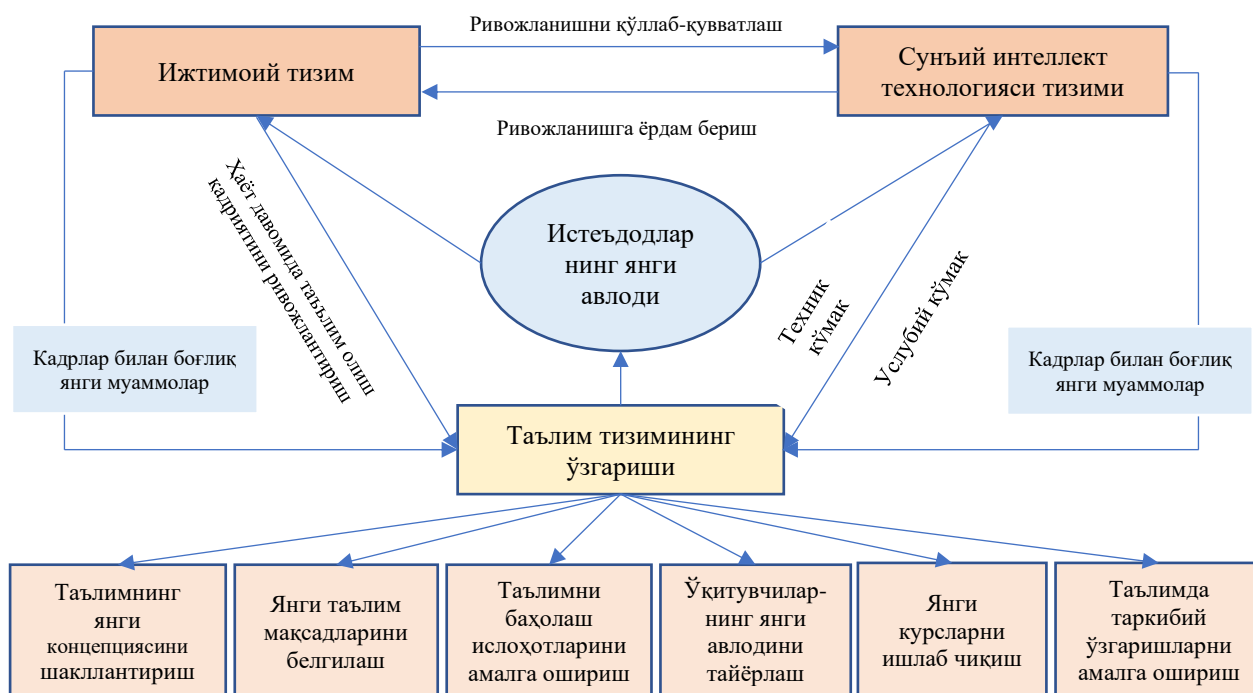 Ривожланишни қўллаб-қувватлаш
Ижтимоий тизим
Сунъий интеллект
технологияси тизими
Ривожланишга ёрдам бериш
Ҳаёт давомида таълим олиш
қадриятини ривожлантириш
Истеъдодлар
нинг янги
авлоди
Техник
кўмак
Услубий кўмак
Кадрлар билан боғлиқ
янги муаммолар
Кадрлар билан боғлиқ
янги муаммолар
Таълим тизимининг
ўзгариши
Таълимнинг
янги
концепциясини
шакллантириш
Янги таълим
мақсадларини
белгилаш
Таълимни
баҳолаш
ислоҳотларини
амалга ошириш
Ўқитувчилар-
нинг янги
авлодини
тайёрлаш
Янги
курсларни
ишлаб чиқиш
Таълимда
таркибий
ўзгаришларни
амалга ошириш